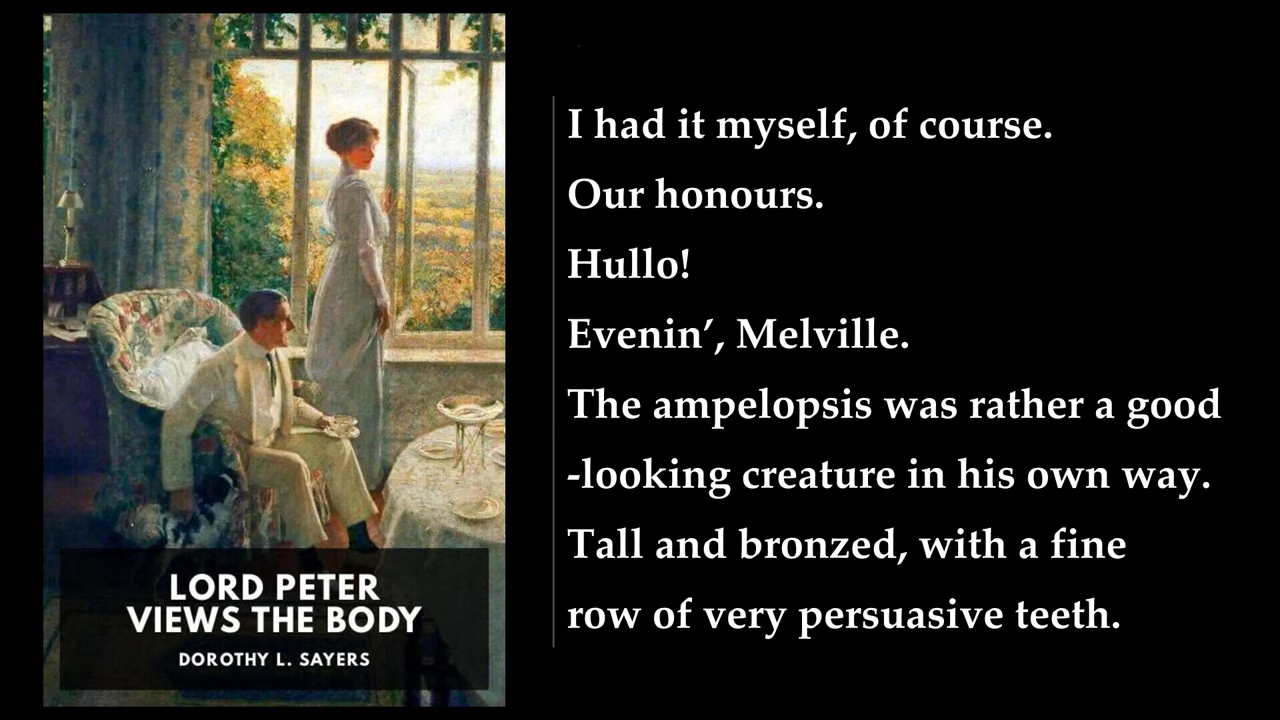 LORD PETER
VIEWS THE BODY
DOROTHY L. SAYERS
I had it myself, of course.
Our honours.
Hullo!
Evenin’, Melville.
The ampelopsis was rather a good
-looking creature in his own way.
Tall and bronzed, with a fine
row of very persuasive teeth.